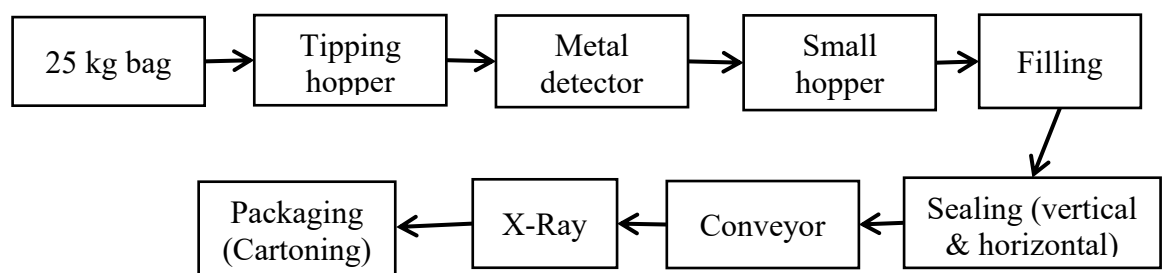 25 kg bag
Tipping
hopper
Metal
detector
Small
hopper
Filling
Sealing (vertical
& horizontal)
Conveyor
X-Ray
Packaging
(Cartoning)